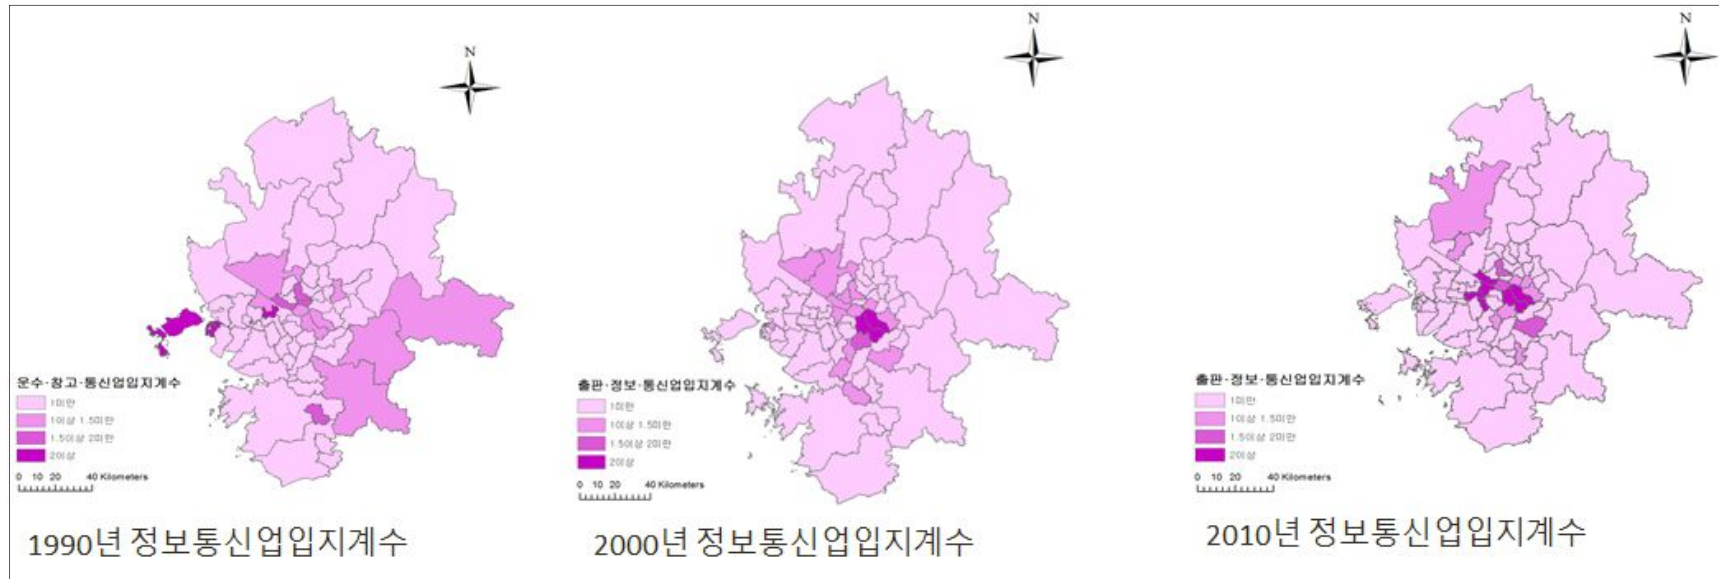 N
운수·창고·통신업입지계수
1미만
1이상 1.5미만
1.5이상 2미만
2이상
0 10 20 40 Kilometers
1990년 정보통신업입지계수
N
출판·정보·통신업입지계수
1미만
1이상 1.5미만
1.5이상 2미만
2이상
0 10 20 40 Kilometers
2000년 정보통신업입지계수
N
출판·정보·통신업입지계수
1미만
1이상 1.5미만
1.5이상 2미만
2이상
0 10 20 40 Kilometers
2010년 정보통신업입지계수